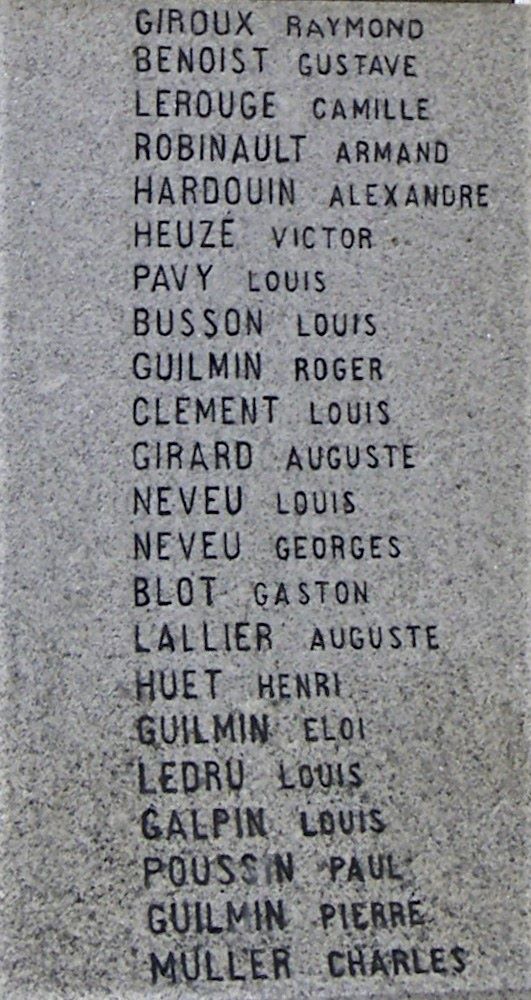 GIROUX RAYMOND
BENOIST GUSTAVE
LEROUGE CAMILLE
ROBINAULT ARMAND
HARDOUIN ALEXANDRE
HEUZÉ VICTOR
PAVY LOUIS
BUSSON LOUIS
GUILMIN ROGER
CLEMENT LOUIS
GIRARD AUGUSTE
NEVEU LOUIS
NEVEU GEORGES
BLOT GASTON
LALLIER AUGUSTE
HUET HENRI
GUILMIN ELOI
LEDRU LOUIS
GALPIN LOUIS
POUSSIN PAUL
GUILMIN PIERRE
MULLER CHARLES